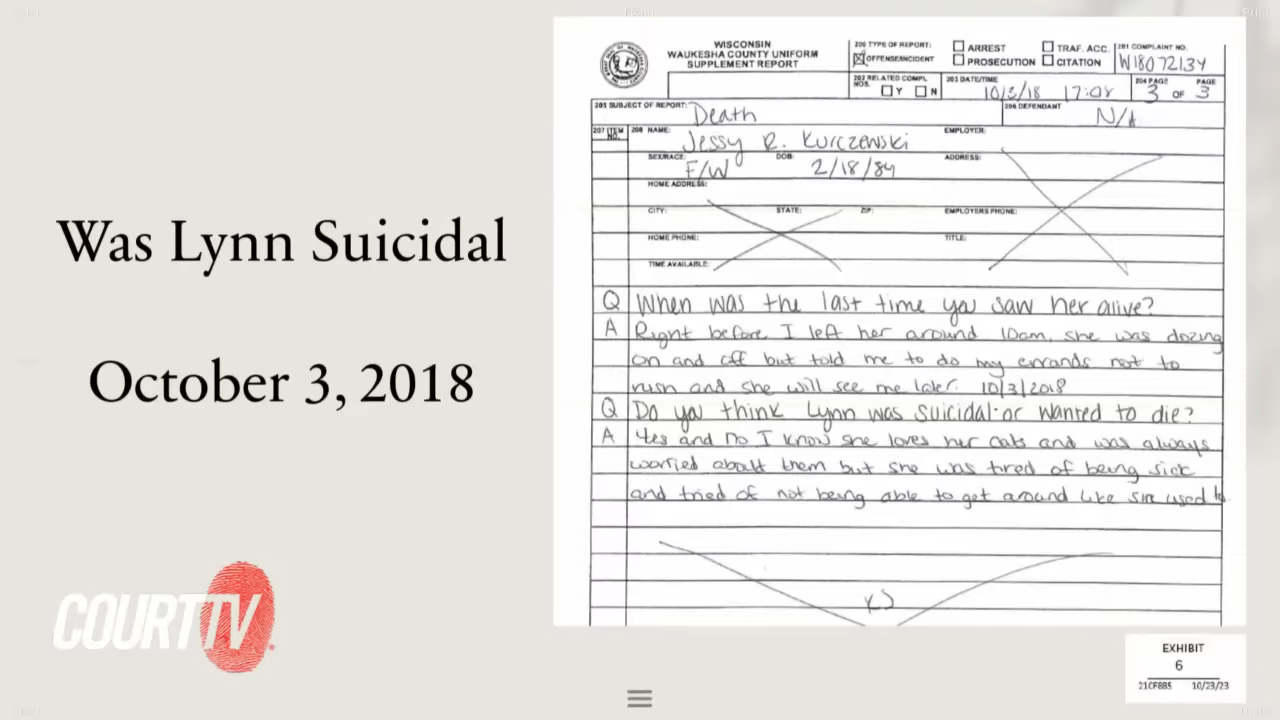 Was Lynn Suicidal
October 3, 2018
COURT TV
WISCONSIN
WAUKESHA COUNTY UNIFORM
SUPPLEMENT REPORT
200 TYPE OF REPORT:
OFFENSE/INCIDENT
ARREST
TRAF. ACC.
PROSECUTION
CITATION
201 COMPLAINT NO.
W18072134
202 RELATED COMPL
NOS.
Y
N
203 DATE/TIME
10/3/18 17:08
204 PAGE PAGE
3 OF 3
205 SUBJECT OF REPORT:
Death
206 DEFENDANT
N/A
207 ITEM
NO.
208 NAME:
Jessy R. Kurczewski
EMPLOYER:
SEX/RACE:
F/W
DOB:
2/18/84
ADDRESS:
HOME ADDRESS:
CITY: STATE: ZIP:
EMPLOYERS PHONE:
HOME PHONE:
TITLE:
TIME AVAILABLE:
Q When was the last time you saw her alive?
A Right before I left her around 10am, she was dozing
on and off but told me to do my errands not to
rush and she will see me later. 10/3/2018
Q Do you think Lynn was suicidal or wanted to die?
A Yes and no I know she loves her cats and was always
worried about them but she was tired of being sick
and tried of not being able to get around like she used to
EXHIBIT
6
21CF885 10/23/23